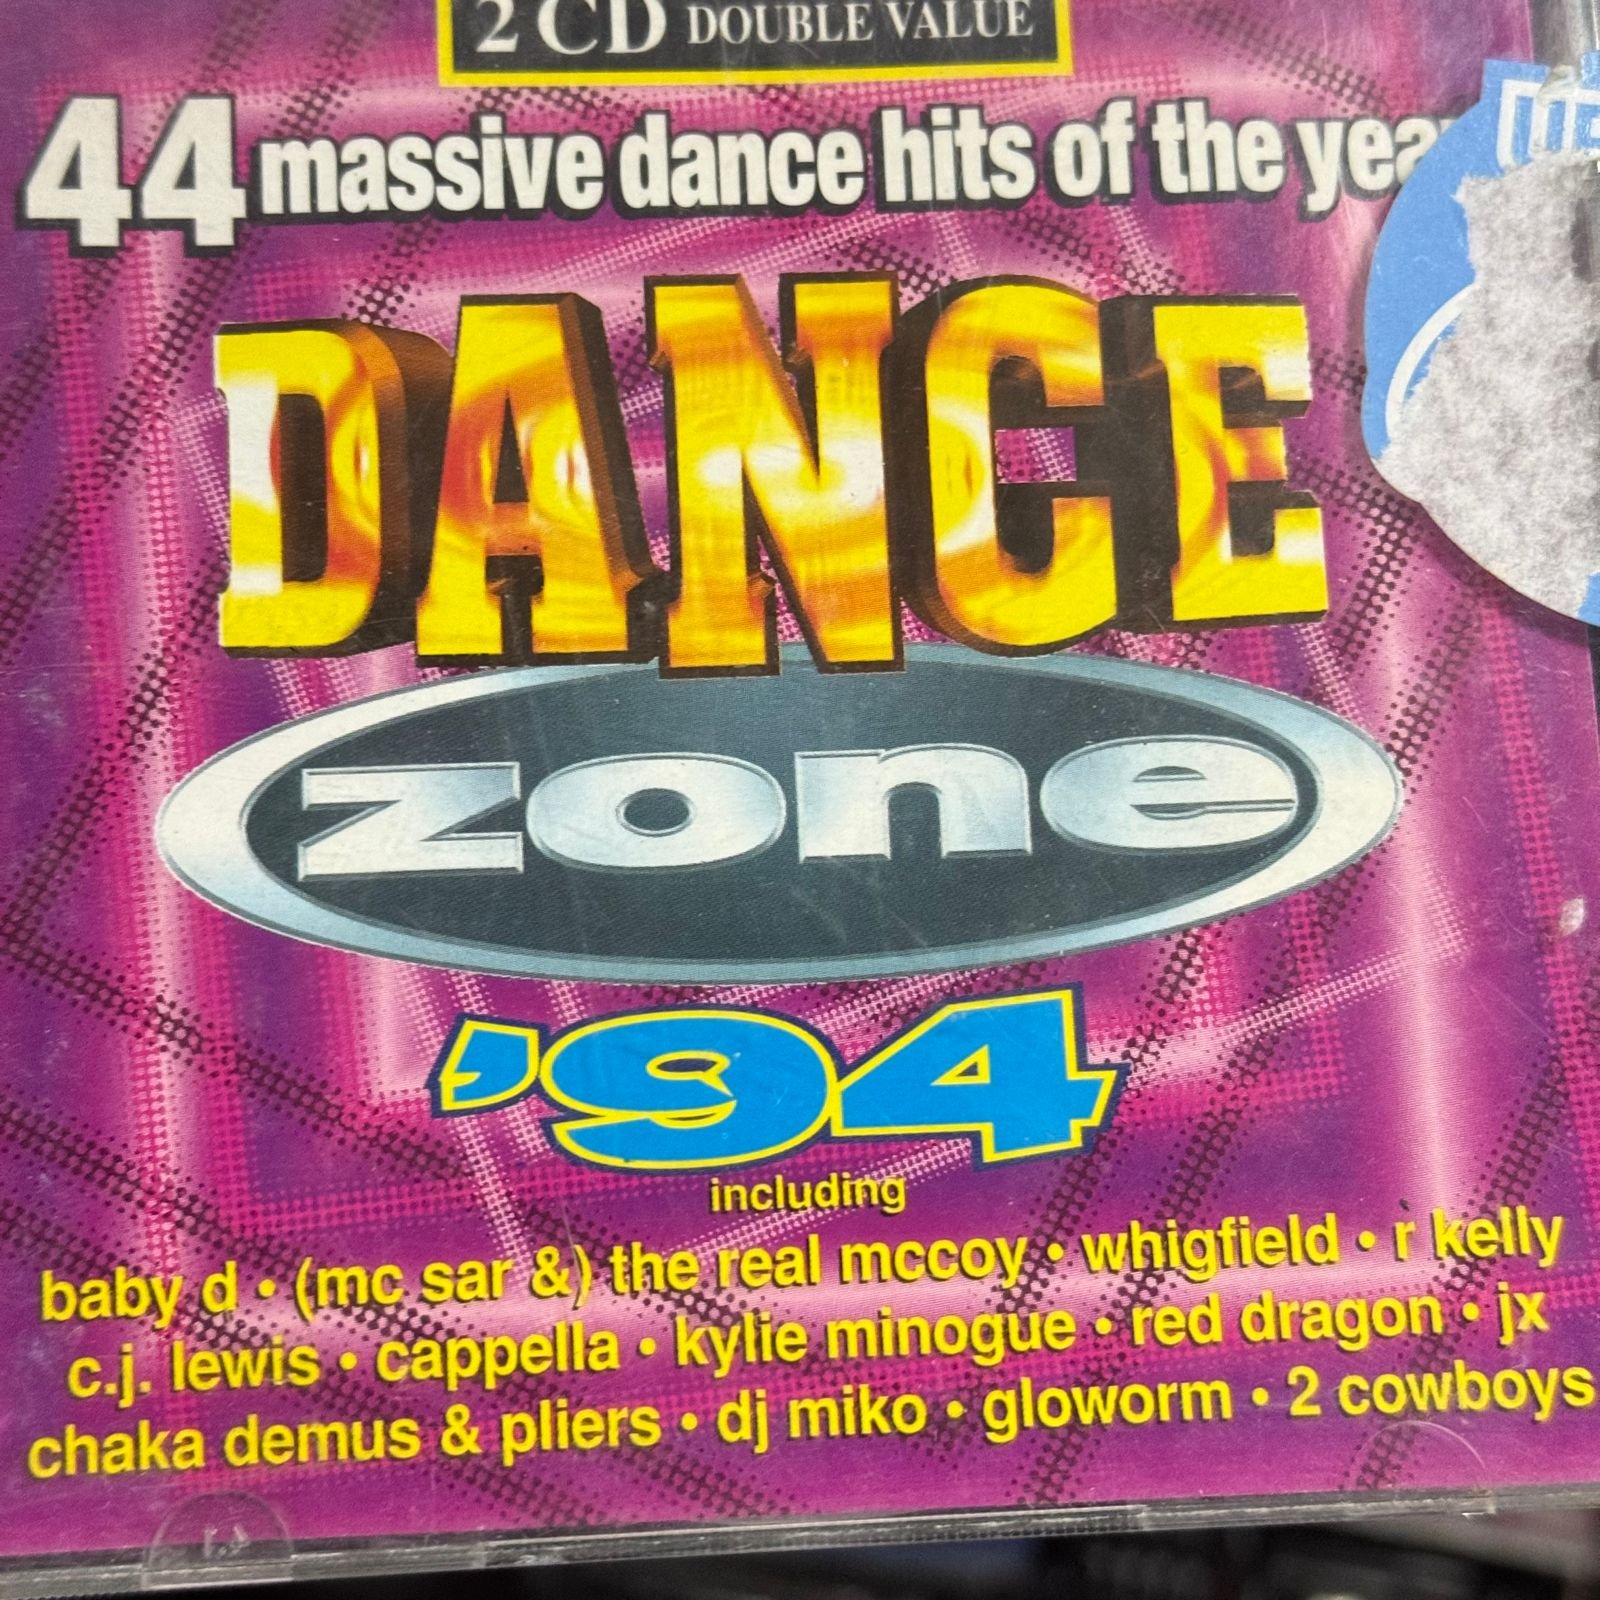 2 CD DOUBLE VALUE
44 massive dance hits of the year
DANCE
zone
'94
including
baby d • (mc sar &) the real mccoy • whigfield • r kelly
c.j. lewis • cappella • kylie minogue • red dragon • jx
chaka demus & pliers • dj miko • gloworm • 2 cowboys